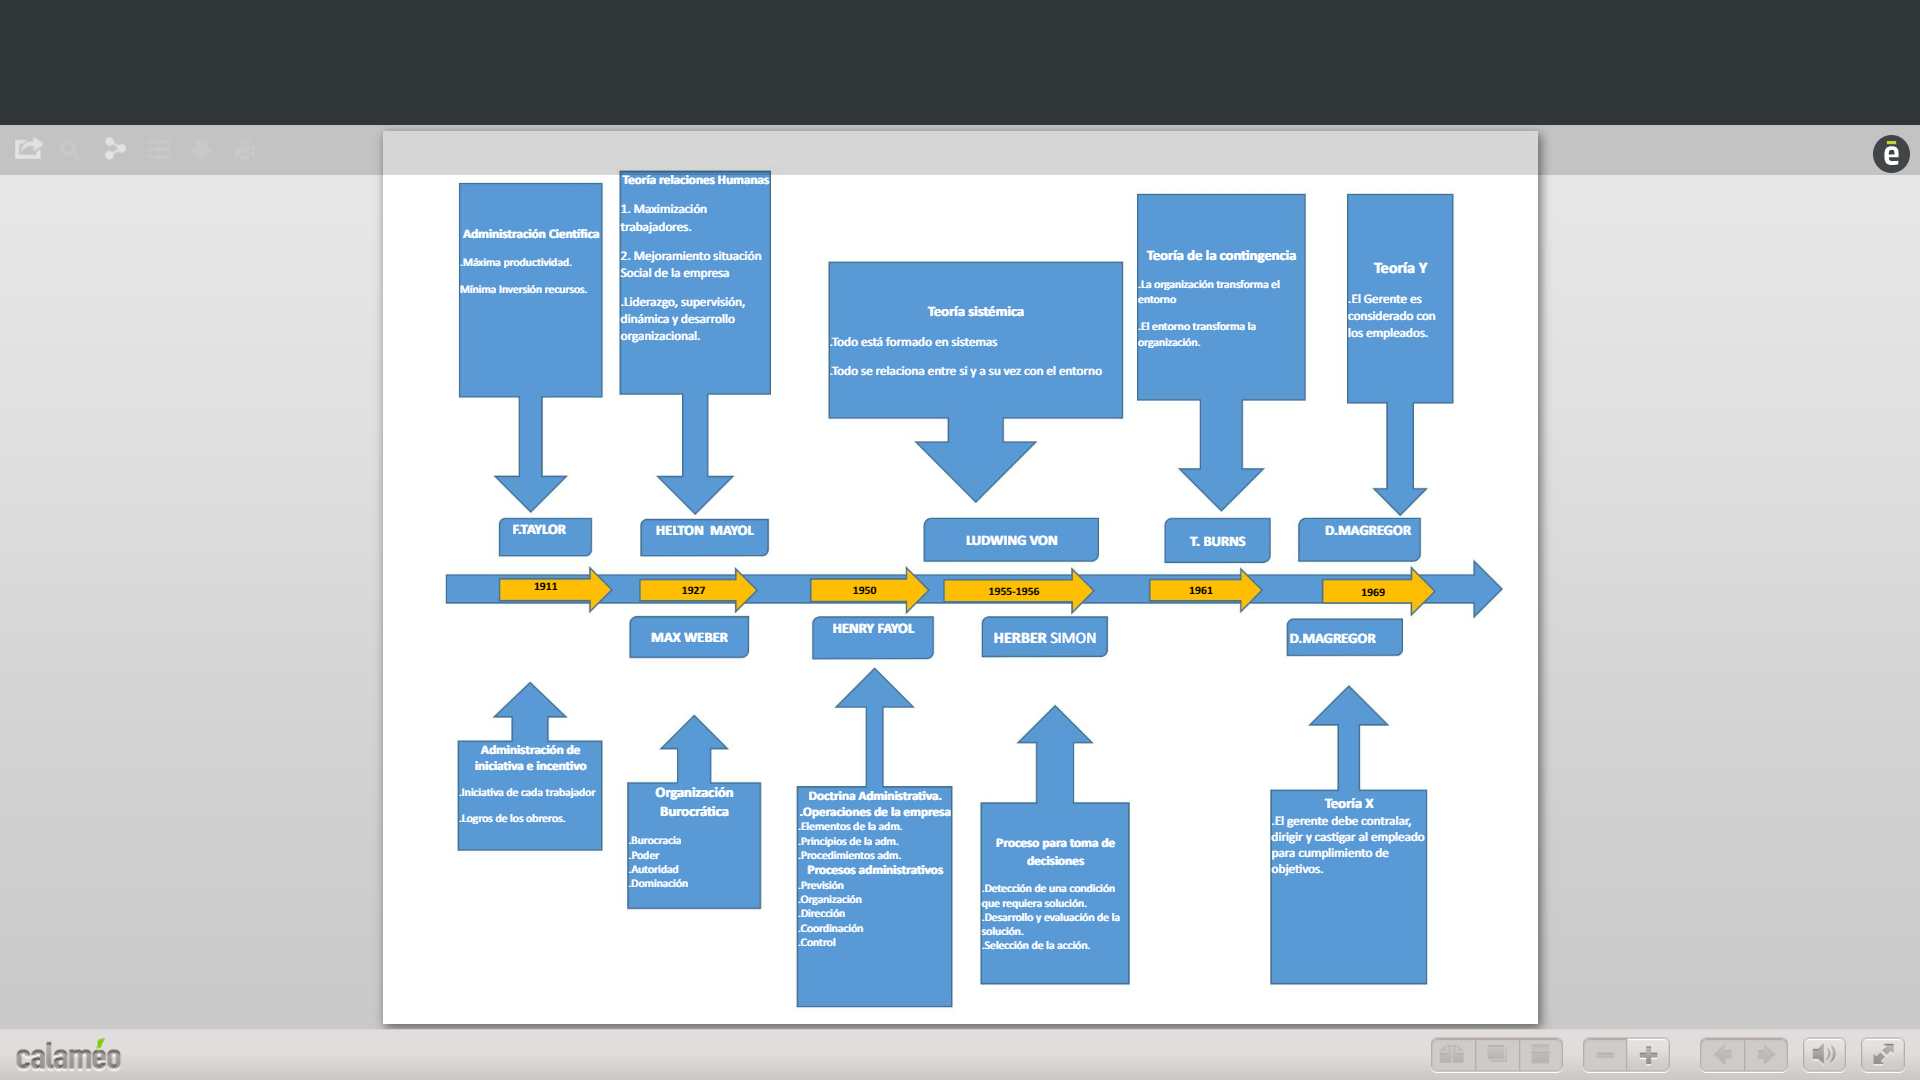 Administración Científica
.Máxima productividad.
Mínima Inversión recursos.
Teoría relaciones Humanas
1. Maximización
trabajadores.
2. Mejoramiento situación
Social de la empresa
.Liderazgo, supervisión,
dinámica y desarrollo
organizacional.
Teoría sistémica
.Todo está formado en sistemas
.Todo se relaciona entre si y a su vez con el entorno
Teoría de la contingencia
.La organización transforma el
entorno
.El entorno transforma la
organización.
Teoría Y
.El Gerente es
considerado con
los empleados.
F.TAYLOR
HELTON MAYOL
LUDWING VON
T. BURNS
D.MAGREGOR
1911
1927
1950
1955-1956
1961
1969
MAX WEBER
HENRY FAYOL
HERBER SIMON
D.MAGREGOR
Administración de
iniciativa e incentivo
.Iniciativa de cada trabajador
.Logros de los obreros.
Organización
Burocrática
.Burocracia
.Poder
.Autoridad
.Dominación
Doctrina Administrativa.
.Operaciones de la empresa
.Elementos de la adm.
.Principios de la adm.
.Procedimientos adm.
Procesos administrativos
.Previsión
.Organización
.Dirección
.Coordinación
.Control
Proceso para toma de
decisiones
.Detección de una condición
que requiera solución.
.Desarrollo y evaluación de la
solución.
.Selección de la acción.
Teoría X
.El gerente debe contralar,
dirigir y castigar al empleado
para cumplimiento de
objetivos.
calaméo
ē